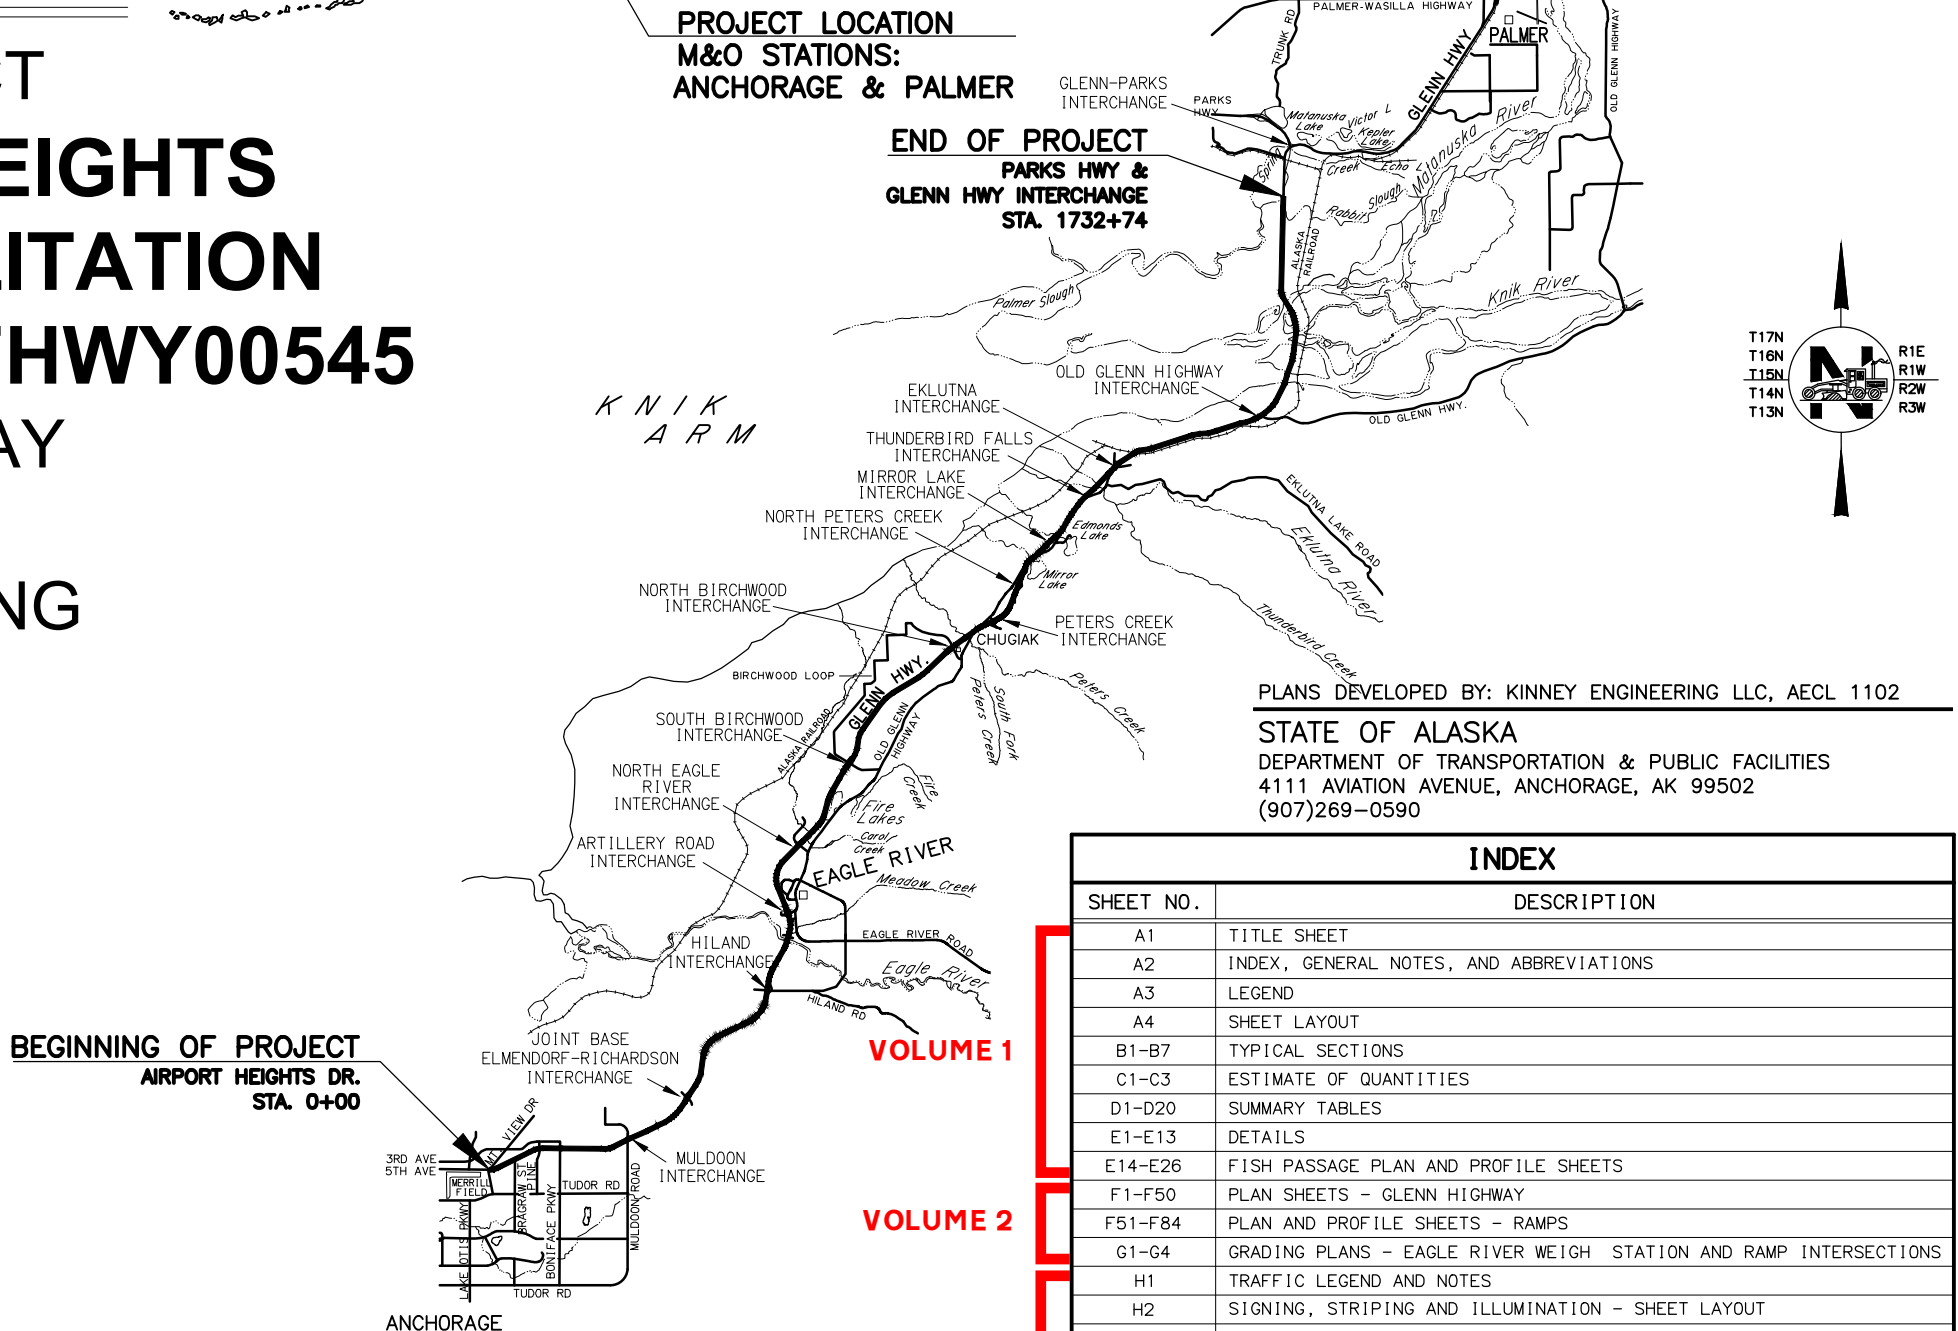 CT
EIGHTS
LITATION
HWY00545
AY
NG
PROJECT LOCATION
M&O STATIONS:
ANCHORAGE & PALMER
PALMER-WASILLA HIGHWAY
TRUNK RD
PALMER
GLENN HWY
OLD GLENN HIGHWAY
GLENN-PARKS
INTERCHANGE
PARKS
HWY
Matanuska
Lake
Victor L
Kepler
Lake
Matanuska River
Spring
Creek
Echo L
Rabbit Slough
END OF PROJECT
PARKS HWY &
GLENN HWY INTERCHANGE
STA. 1732+74
ALASKA
RAILROAD
Palmer Slough
Knik River
T17N
T16N
T15N
T14N
T13N
N
R1E
R1W
R2W
R3W
KNIK
ARM
OLD GLENN HIGHWAY
INTERCHANGE
OLD GLENN HWY.
EKLUTNA
INTERCHANGE
THUNDERBIRD FALLS
INTERCHANGE
MIRROR LAKE
INTERCHANGE
NORTH PETERS CREEK
INTERCHANGE
Edmonds
Lake
Mirror
Lake
EKLUTNA LAKE ROAD
Eklutna River
Thunderbird Creek
NORTH BIRCHWOOD
INTERCHANGE
PETERS CREEK
INTERCHANGE
CHUGIAK
BIRCHWOOD LOOP
GLENN HWY.
Peters Creek
South Fork
Peters Creek
SOUTH BIRCHWOOD
INTERCHANGE
ALASKA RAILROAD
OLD GLENN
HIGHWAY
NORTH EAGLE
RIVER
INTERCHANGE
Fire
Creek
Fire
Lakes
Carol
Creek
ARTILLERY ROAD
INTERCHANGE
EAGLE RIVER
Meadow Creek
HILAND
INTERCHANGE
EAGLE RIVER ROAD
Eagle River
HILAND RD
JOINT BASE
ELMENDORF-RICHARDSON
INTERCHANGE
BEGINNING OF PROJECT
AIRPORT HEIGHTS DR.
STA. 0+00
MT VIEW DR
3RD AVE
5TH AVE
MERRILL
FIELD
BRAGRAW ST
PINE
TUDOR RD
MULDOON
INTERCHANGE
MULDOON ROAD
LAKE OTIS PKWY
BONIFACE PKWY
TUDOR RD
ANCHORAGE
PLANS DEVELOPED BY: KINNEY ENGINEERING LLC, AECL 1102
STATE OF ALASKA
DEPARTMENT OF TRANSPORTATION & PUBLIC FACILITIES
4111 AVIATION AVENUE, ANCHORAGE, AK 99502
(907)269-0590
INDEX
SHEET NO. DESCRIPTION
A1 TITLE SHEET
A2 INDEX, GENERAL NOTES, AND ABBREVIATIONS
A3 LEGEND
A4 SHEET LAYOUT
VOLUME 1
B1-B7 TYPICAL SECTIONS
C1-C3 ESTIMATE OF QUANTITIES
D1-D20 SUMMARY TABLES
E1-E13 DETAILS
E14-E26 FISH PASSAGE PLAN AND PROFILE SHEETS
VOLUME 2
F1-F50 PLAN SHEETS - GLENN HIGHWAY
F51-F84 PLAN AND PROFILE SHEETS - RAMPS
G1-G4 GRADING PLANS - EAGLE RIVER WEIGH STATION AND RAMP INTERSECTIONS
H1 TRAFFIC LEGEND AND NOTES
H2 SIGNING, STRIPING AND ILLUMINATION - SHEET LAYOUT